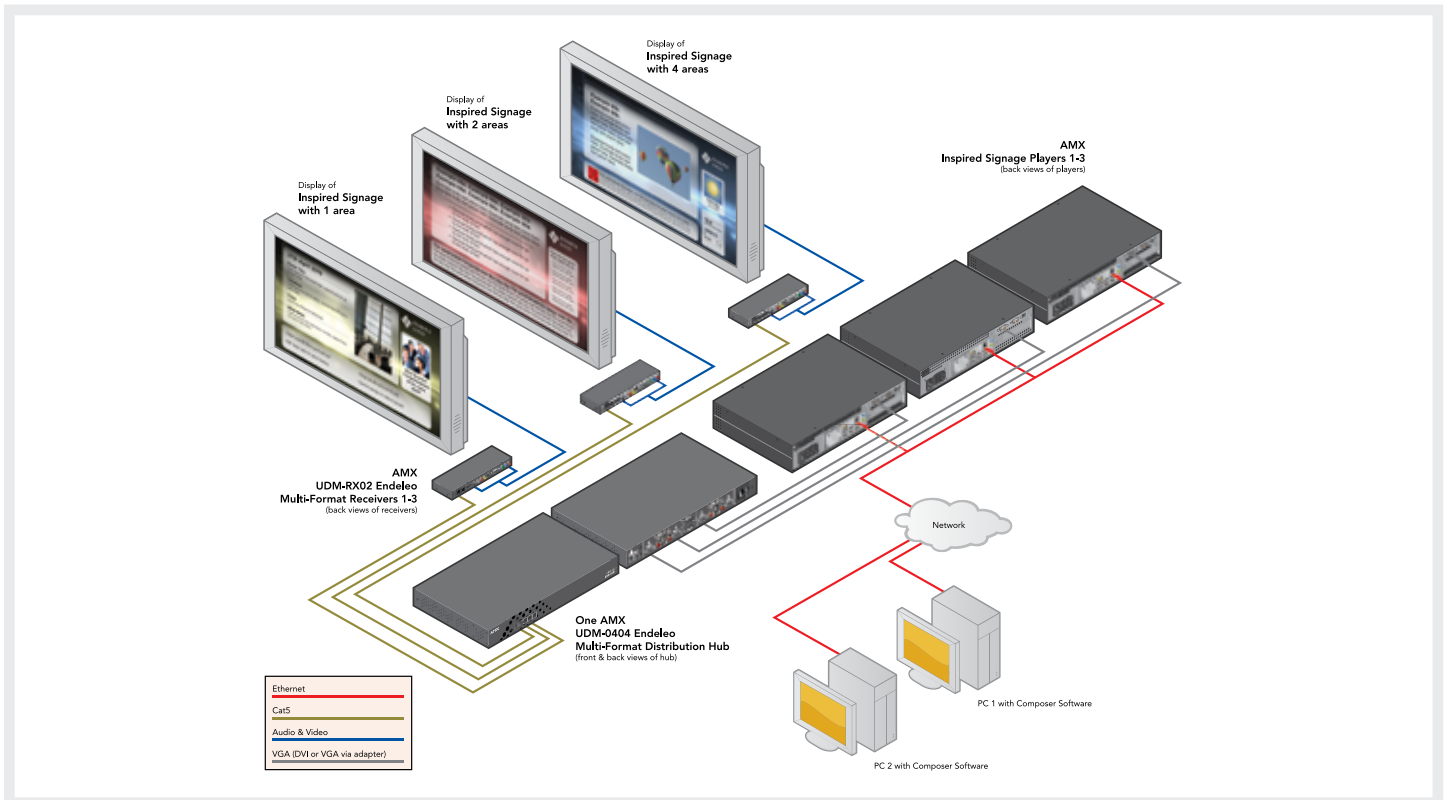 Display of
Inspired Signage
with 4 areas
Display of
Inspired Signage
with 2 areas
Display of
Inspired Signage
with 1 area
AMX
Inspired Signage Players 1-3
(back views of players)
AMX
UDM-RX02 Endeleo
Multi-Format Receivers 1-3
(back views of receivers)
Network
One AMX
UDM-0404 Endeleo
Multi-Format Distribution Hub
(front & back views of hub)
PC 1 with Composer Software
PC 2 with Composer Software
Ethernet
Cat5
Audio & Video
VGA (DVI or VGA via adapter)